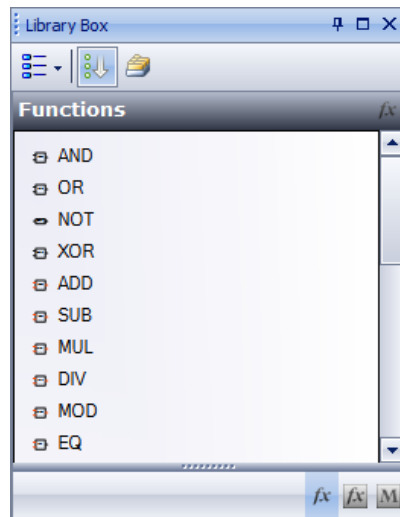 Library Box
Functions fx
AND
OR
NOT
XOR
ADD
SUB
MUL
DIV
MOD
EQ
fx fx M